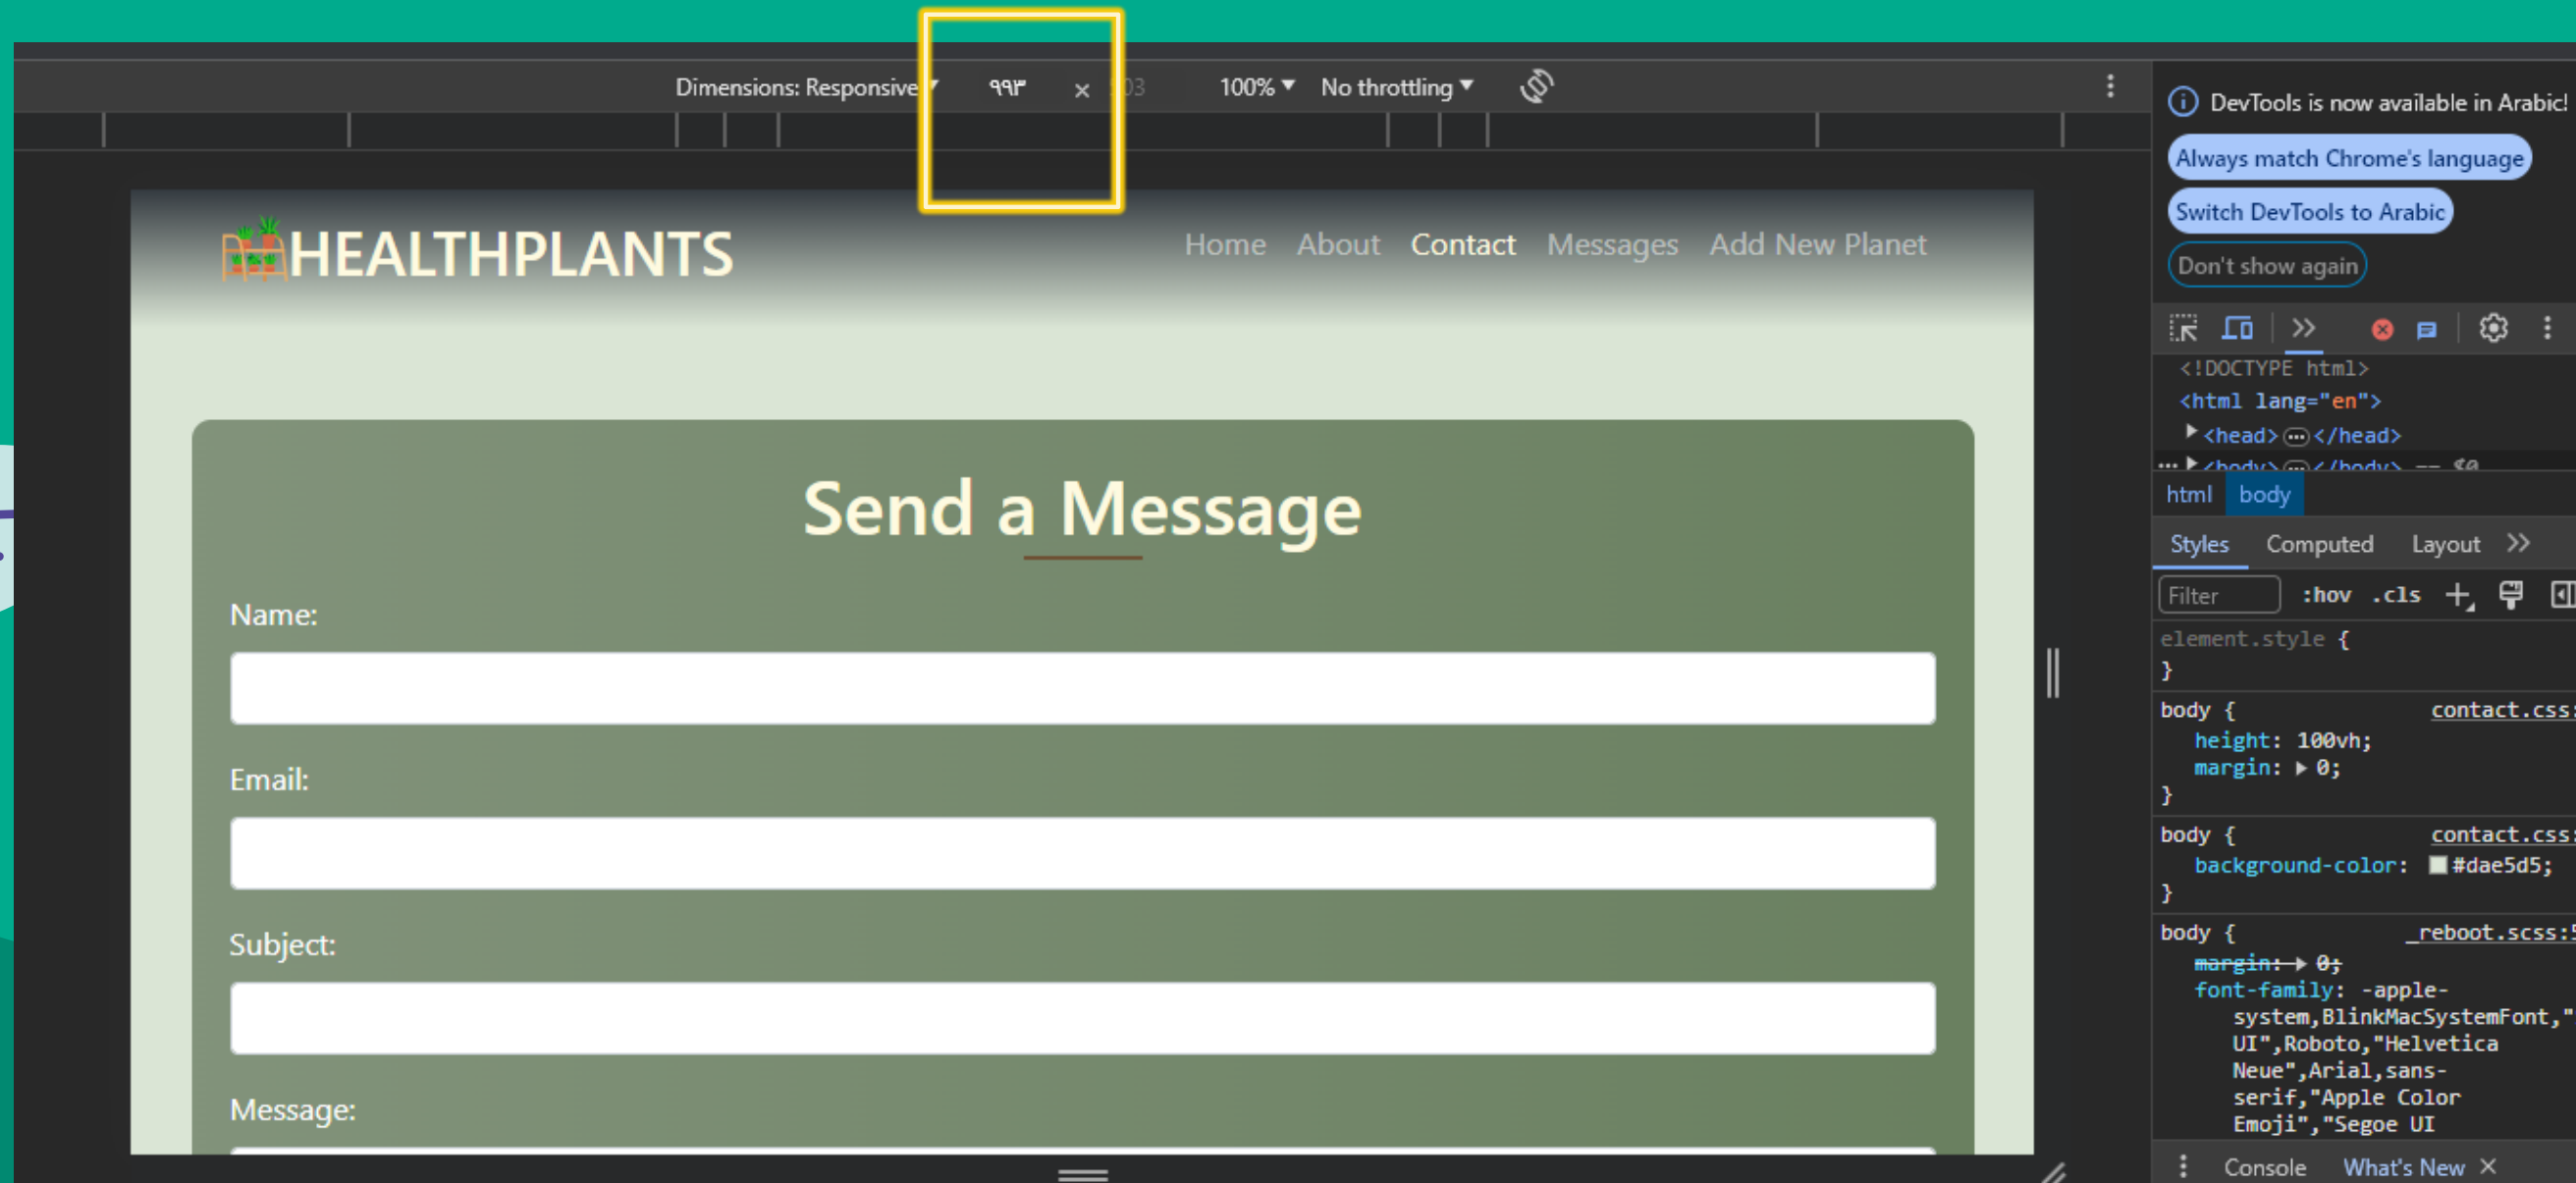 Dimensions: Responsive ▼ ٩٩٣ × 100% ▼ No throttling ▼
HEALTHPLANTS
Home About Contact Messages Add New Planet
Send a Message
Name:
Email:
Subject:
Message:
DevTools is now available in Arabic!
Always match Chrome's language
Switch DevTools to Arabic
Don't show again
<!DOCTYPE html>
<html lang="en">
<head>…</head>
<body>…</body> == $0
html body
Styles Computed Layout
Filter :hov .cls
element.style {
}
body { contact.css:
height: 100vh;
margin: 0;
}
body { contact.css:
background-color: #dae5d5;
}
body { _reboot.scss:5
margin: 0;
font-family: -apple-
system,BlinkMacSystemFont,"
UI",Roboto,"Helvetica
Neue",Arial,sans-
serif,"Apple Color
Emoji","Segoe UI
Console What's New ×